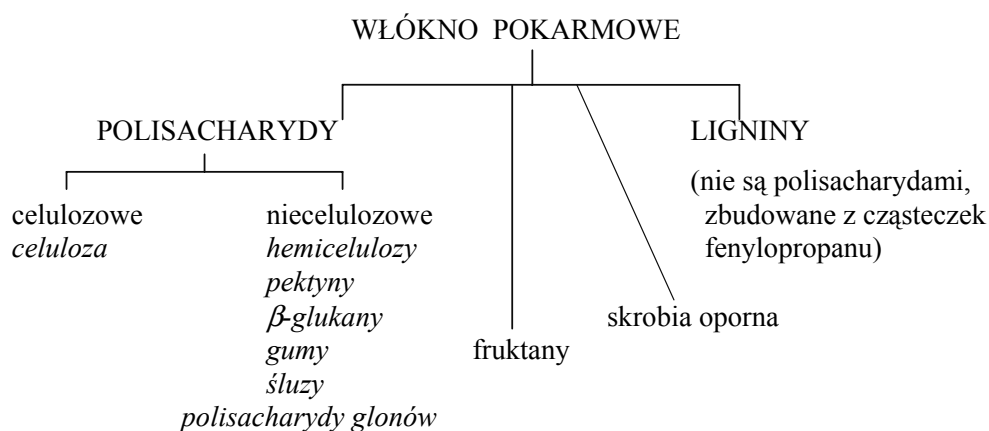 WŁÓKNO POKARMOWE
POLISACHARYDY
LIGNINY
(nie są polisacharydami,
zbudowane z cząsteczek
fenylopropanu)
celulozowe
celuloza
niecelulozowe
hemicelulozy
pektyny
β-glukany
gumy
śluzy
polisacharydy glonów
fruktany
skrobia oporna